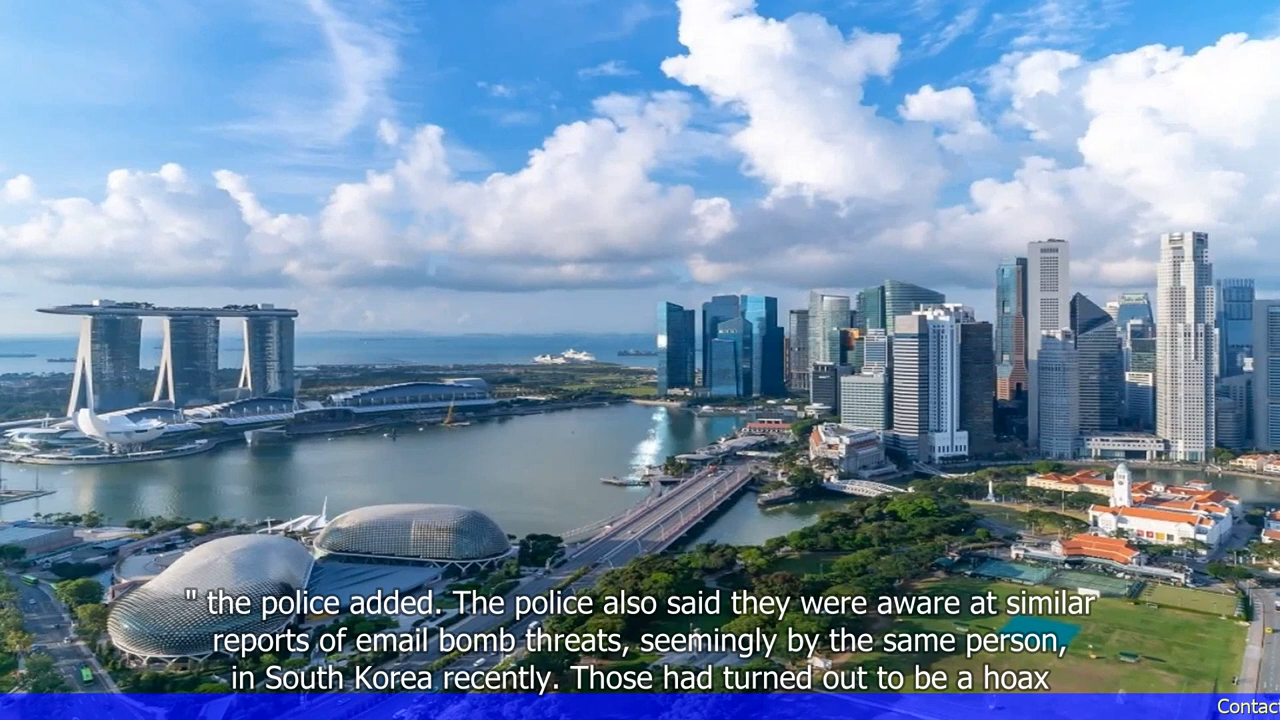 " the police added. The police also said they were aware at similar
reports of email bomb threats, seemingly by the same person,
in South Korea recently. Those had turned out to be a hoax
Contac